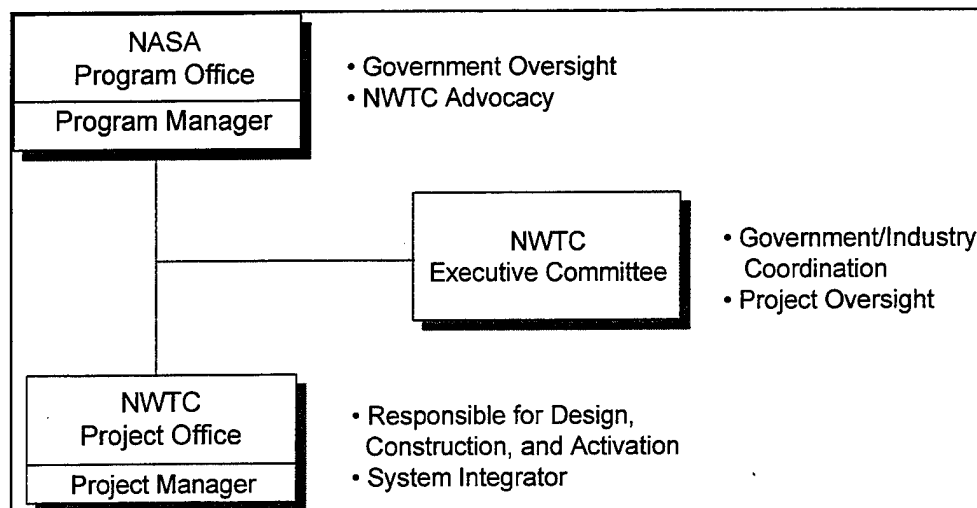 NASA
Program Office
Program Manager
• Government Oversight
• NWTC Advocacy
NWTC
Executive Committee
• Government/Industry
Coordination
• Project Oversight
NWTC
Project Office
Project Manager
• Responsible for Design,
Construction, and Activation
• System Integrator